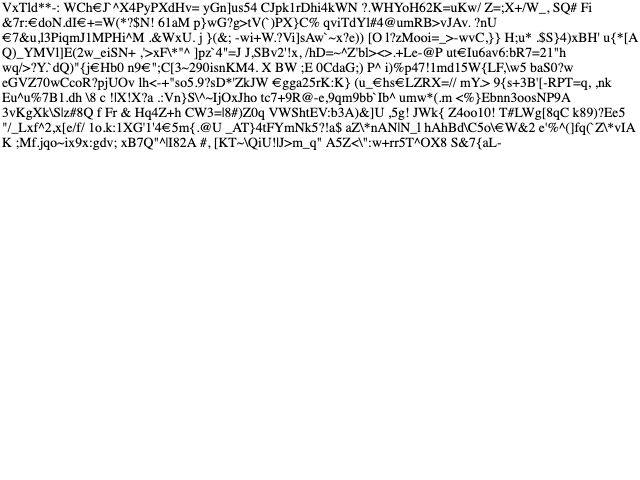 VxTld**-: WCh€J`^X4PyPXdHv= yGn]us54 CJpk1rDhi4kWN ?.WHYoH62K=uKw/ Z=;X+/W_, SQ# Fi
&7r:€doN.dI€+=W(*?$N! 61aM p}wG?g>tV(`)PX}C% qviTdYl#4@umRB>vJAv. ?nU
€7&u,l3PiqmJ1MPHi^M .&WxU. j }(&; -wi+W.?Vi]sAw`~x?e)) [O l?zMooi=_>-wvC,}} H;u* .$S}4)xBH' u{*[A
Q)_YMVl]E(2w_eiSN+ ,'>xF\*"^ ]pz`4"=J J,SBv2'!x, /hD=~^Z'bl><>.+Le-@P ut€Iu6av6:bR7=21"h
wq/>?Y.`dQ)"{j€Hb0 n9€";C[3~290isnKM4. X BW ;E 0CdaG;) P^ i)%p47!1md15W{LF,\w5 baS0?w
eGVZ70wCcoR?pjUOv lh<-+"so5.9?sD*'ZkJW €gga25rK:K} (u_€hs€LZRX=// mY.> 9{s+3B'[-RPT=q, ,nk
Eu^u%7B1.dh \8 c !lX!X?a .:Vn}S\^~IjOxJho tc7+9R@-e,9qm9bb`Ib^ umw*(.m <%}Ebnn3oosNP9A
3vKgXk\S|z#8Q f Fr & Hq4Z+h CW3=l8#)Z0q VWShtEV:b3A)&]U ,5g! JWk{ Z4oo10! T#LWg[8qC k89)?Ee5
"/_Lxf^2,x[e/f/ 1o.k:1XG'1'4€5m{.@U _AT}4tFYmNk5?!a$ aZ\*nAN|N_l hAhBd\C5o\€W&2 e'%^(]fq(`Z\*vIA
K ;Mf.jqo~ix9x:gdv; xB7Q"^|I82A #, [KT~\QiU!|J>m_q" A5Z<\":w+rr5T^OX8 S&7{aL-